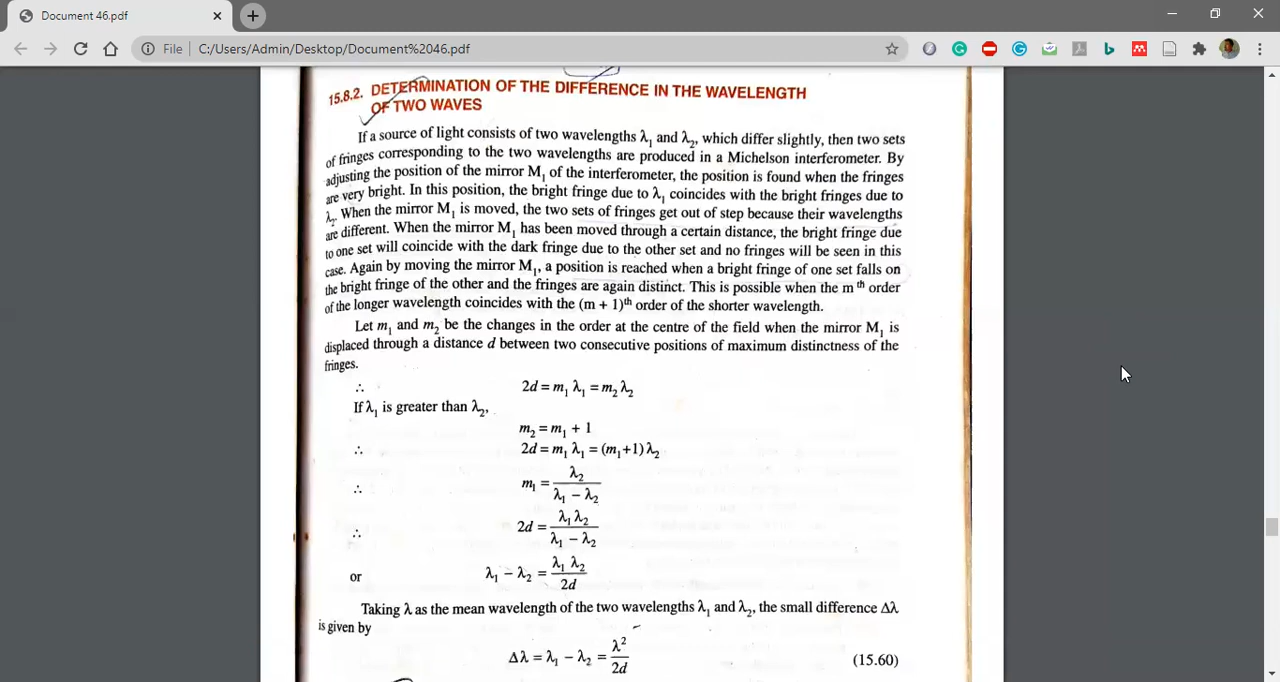 Document 46.pdf
File
C:/Users/Admin/Desktop/Document%2046.pdf
15.8.2. DETERMINATION OF THE DIFFERENCE IN THE WAVELENGTH
OF TWO WAVES
If a source of light consists of two wavelengths λ₁ and λ₂, which differ slightly, then two sets
of fringes corresponding to the two wavelengths are produced in a Michelson interferometer. By
adjusting the position of the mirror M₁ of the interferometer, the position is found when the fringes
are very bright. In this position, the bright fringe due to λ₁ coincides with the bright fringes due to
λ₂. When the mirror M₁ is moved, the two sets of fringes get out of step because their wavelengths
are different. When the mirror M₁ has been moved through a certain distance, the bright fringe due
to one set will coincide with the dark fringe due to the other set and no fringes will be seen in this
case. Again by moving the mirror M₁, a position is reached when a bright fringe of one set falls on
the bright fringe of the other and the fringes are again distinct. This is possible when the m th order
of the longer wavelength coincides with the (m + 1)th order of the shorter wavelength.
Let m₁ and m₂ be the changes in the order at the centre of the field when the mirror M₁ is
displaced through a distance d between two consecutive positions of maximum distinctness of the
fringes.
∴ 2d = m₁ λ₁ = m₂ λ₂
If λ₁ is greater than λ₂,
m₂ = m₁ + 1
∴ 2d = m₁ λ₁ = (m₁+1) λ₂
∴ m₁ = λ₂ / (λ₁ − λ₂)
∴ 2d = λ₁ λ₂ / (λ₁ − λ₂)
or λ₁ − λ₂ = λ₁ λ₂ / 2d
Taking λ as the mean wavelength of the two wavelengths λ₁ and λ₂, the small difference Δλ
is given by
Δλ = λ₁ − λ₂ = λ² / 2d (15.60)